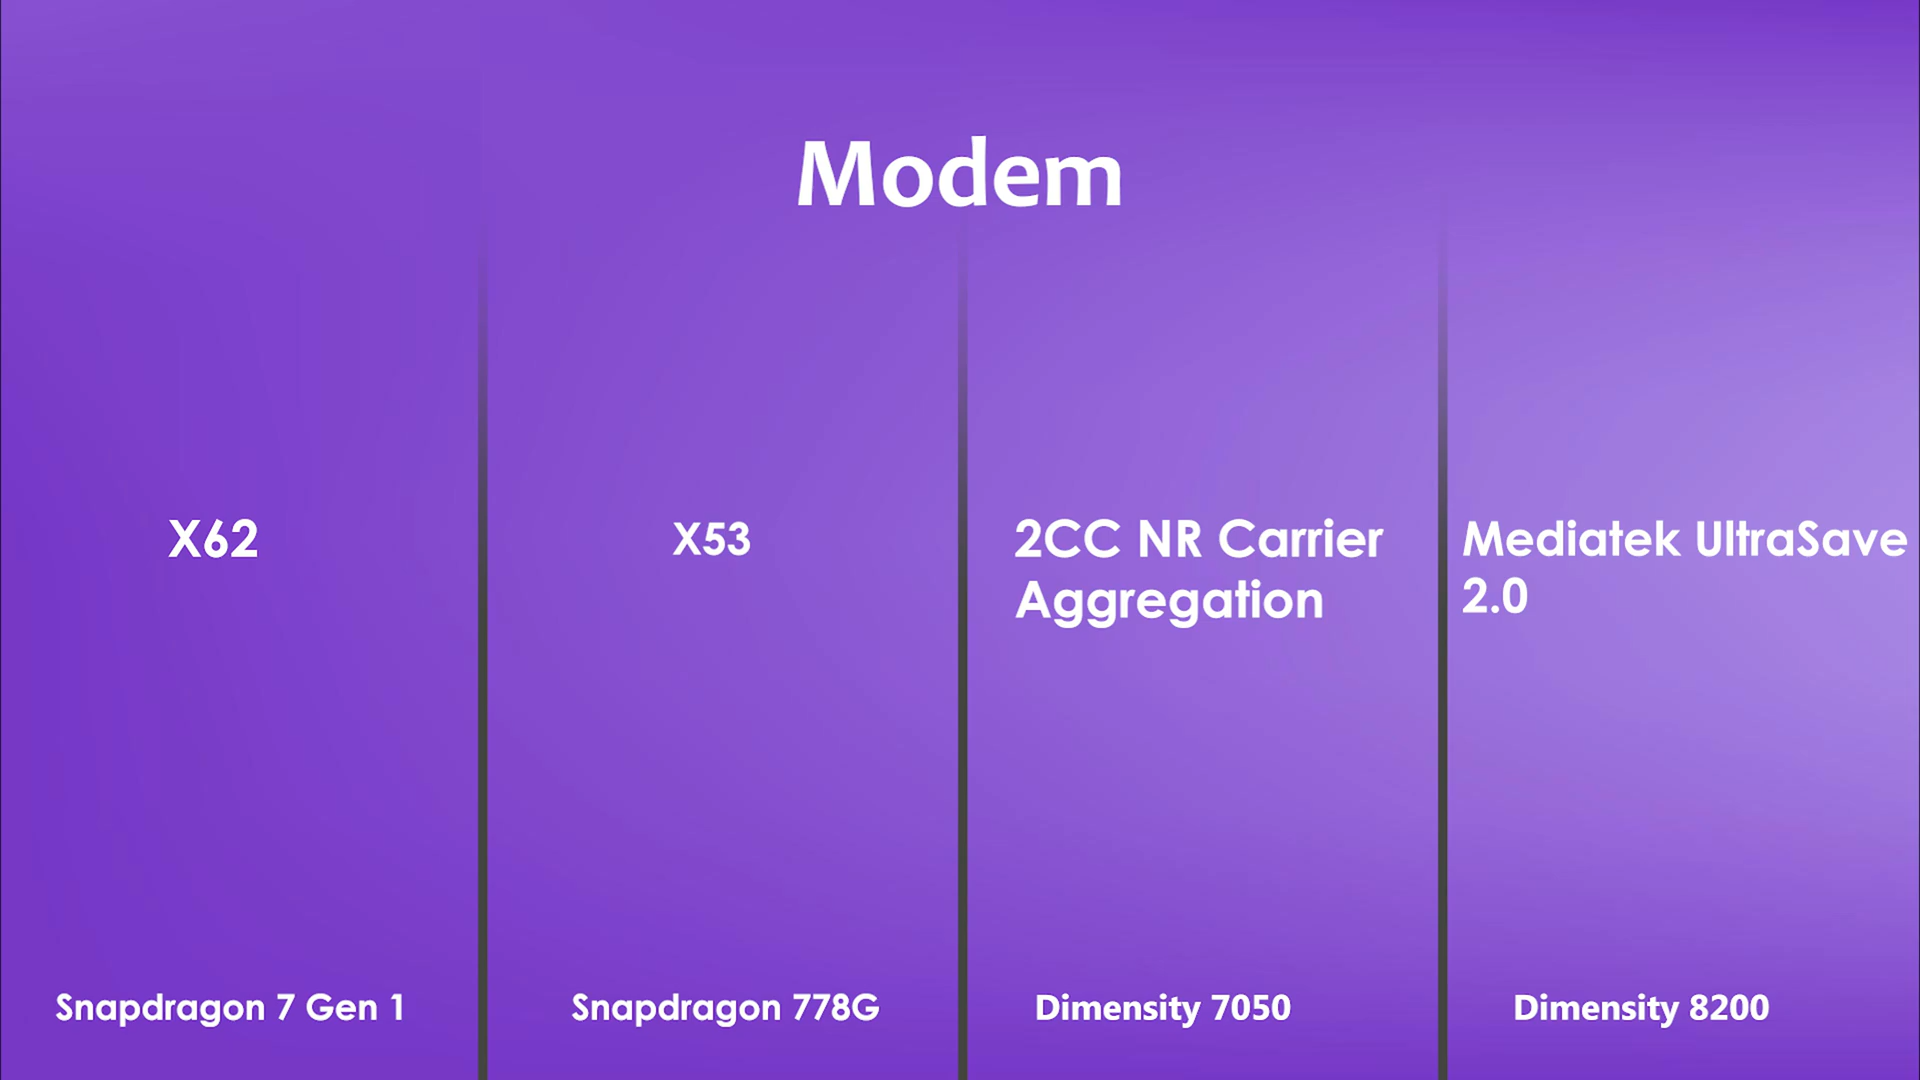 Modem
X62
X53
2CC NR Carrier
Aggregation
Mediatek UltraSave
2.0
Snapdragon 7 Gen 1
Snapdragon 778G
Dimensity 7050
Dimensity 8200